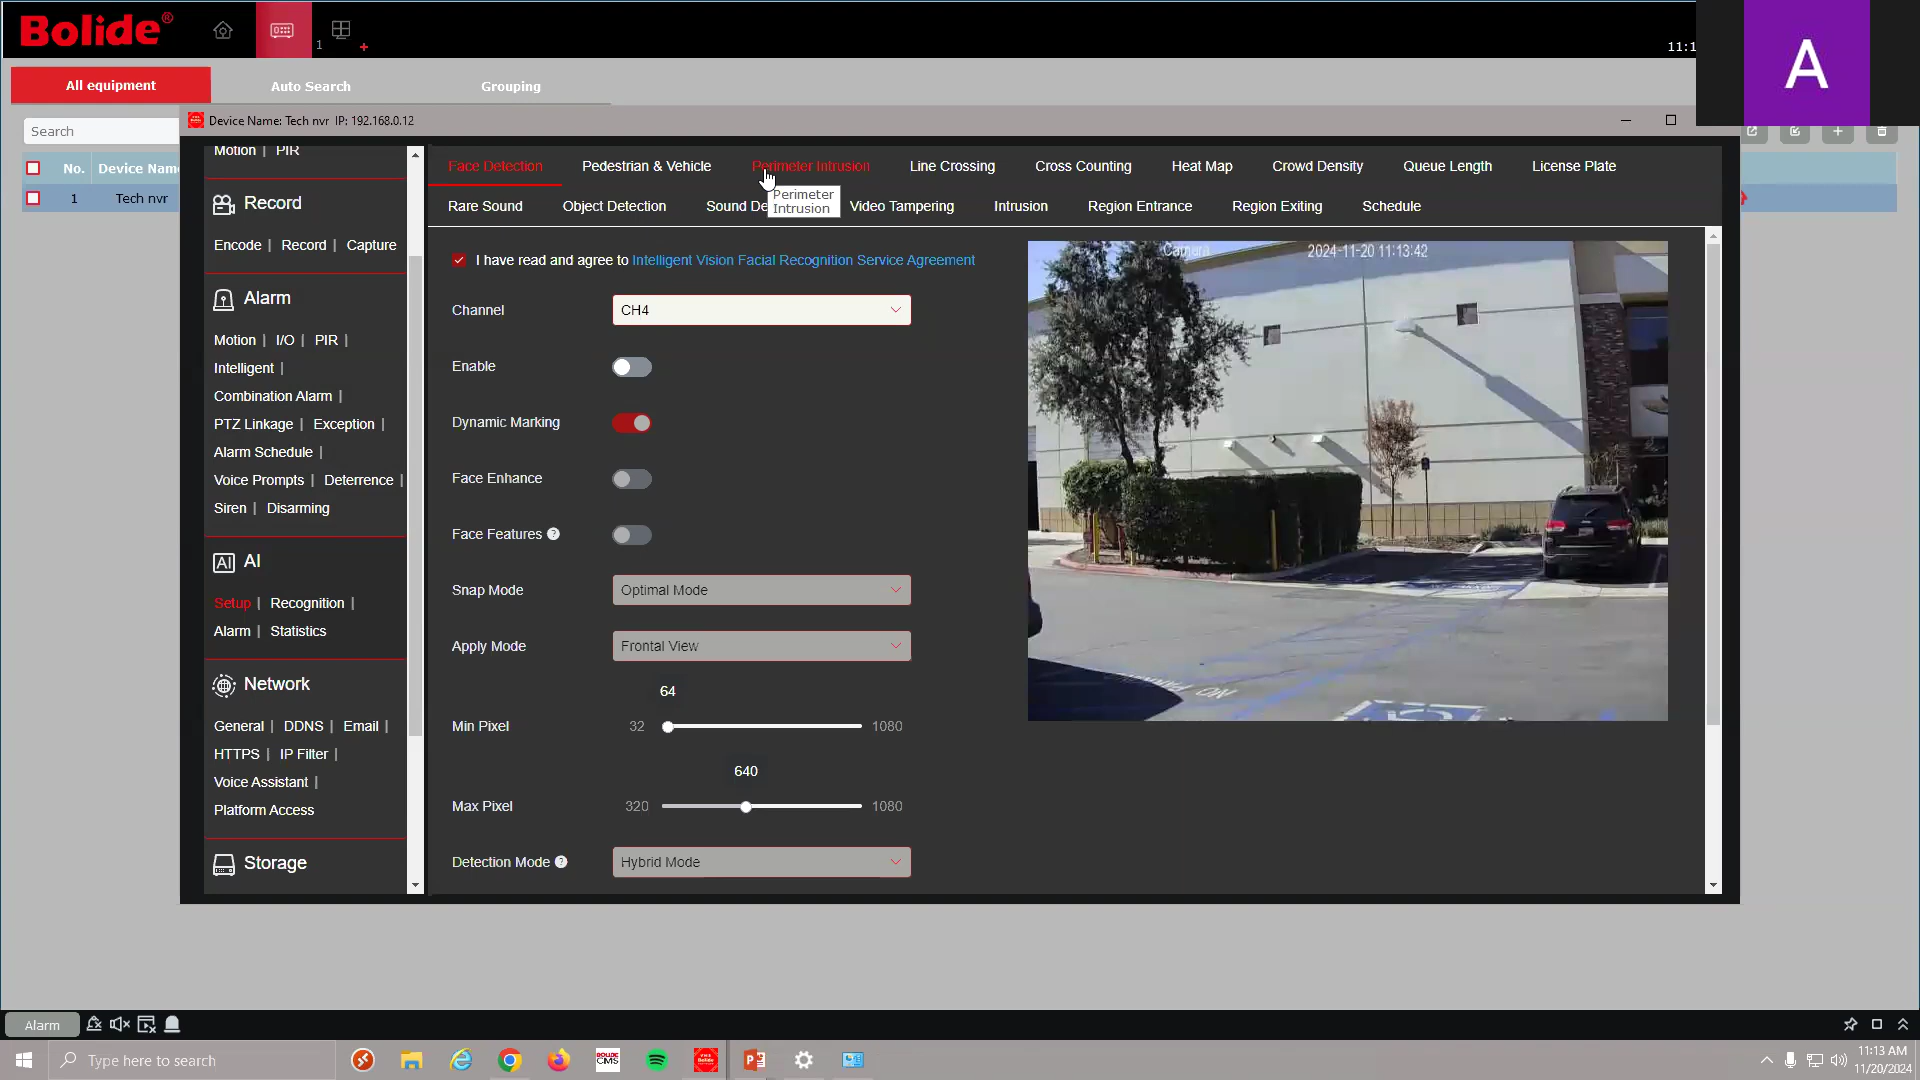 Bolide®
1
11:1
A
All equipment
Auto Search
Grouping
Search
Device Name: Tech nvr IP: 192.168.0.12
No. Device Name
1 Tech nvr
Motion | PIR
Record
Encode | Record | Capture
Alarm
Motion | I/O | PIR |
Intelligent |
Combination Alarm |
PTZ Linkage | Exception |
Alarm Schedule |
Voice Prompts | Deterrence |
Siren | Disarming
AI AI
Setup | Recognition |
Alarm | Statistics
Network
General | DDNS | Email |
HTTPS | IP Filter |
Voice Assistant |
Platform Access
Storage
Face Detection Pedestrian & Vehicle Perimeter Intrusion Line Crossing Cross Counting Heat Map Crowd Density Queue Length License Plate
Perimeter
Intrusion
Rare Sound Object Detection Sound De Video Tampering Intrusion Region Entrance Region Exiting Schedule
I have read and agree to Intelligent Vision Facial Recognition Service Agreement
Channel CH4
Enable
Dynamic Marking
Face Enhance
Face Features ?
Snap Mode Optimal Mode
Apply Mode Frontal View
64
Min Pixel 32 1080
640
Max Pixel 320 1080
Detection Mode ? Hybrid Mode
Camera 2024-11-20 11:13:42
NO
Alarm
Type here to search
BOLIDE
CMS
11:13 AM
11/20/2024